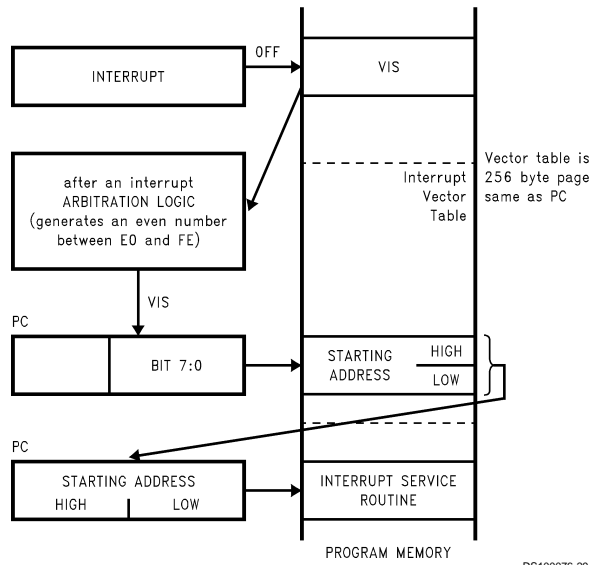 OFF
INTERRUPT
VIS
after an interrupt
ARBITRATION LOGIC
(generates an even number
between E0 and FE)
Interrupt
Vector
Table
Vector table is
256 byte page
same as PC
VIS
PC
BIT 7:0
STARTING
ADDRESS
HIGH
LOW
PC
STARTING ADDRESS
HIGH
LOW
INTERRUPT SERVICE
ROUTINE
PROGRAM MEMORY